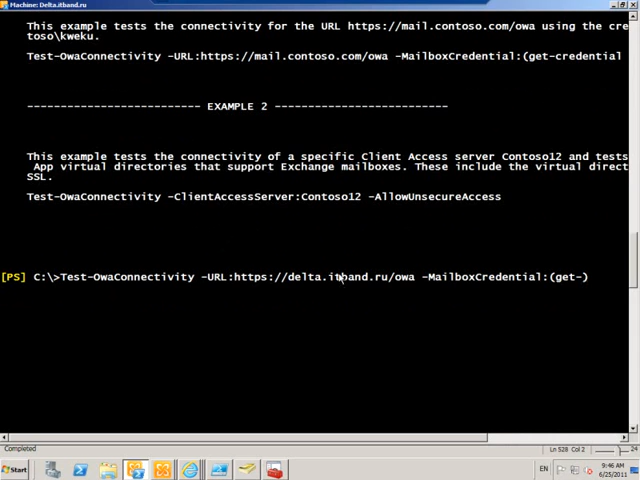 Machine: Delta.itband.ru
This example tests the connectivity for the URL https://mail.contoso.com/owa using the cre
toso\kweku.
Test-OwaConnectivity -URL:https://mail.contoso.com/owa -MailboxCredential:(get-credential
-------------------------- EXAMPLE 2 --------------------------
This example tests the connectivity of a specific Client Access server Contoso12 and tests
App virtual directories that support Exchange mailboxes. These include the virtual direct
SSL.
Test-OwaConnectivity -ClientAccessServer:Contoso12 -AllowUnsecureAccess
[PS] C:\>Test-OwaConnectivity -URL:https://delta.itband.ru/owa -MailboxCredential:(get-)
Completed
Ln 528 Col 2
24
Start
EN
9:46 AM
6/25/2011